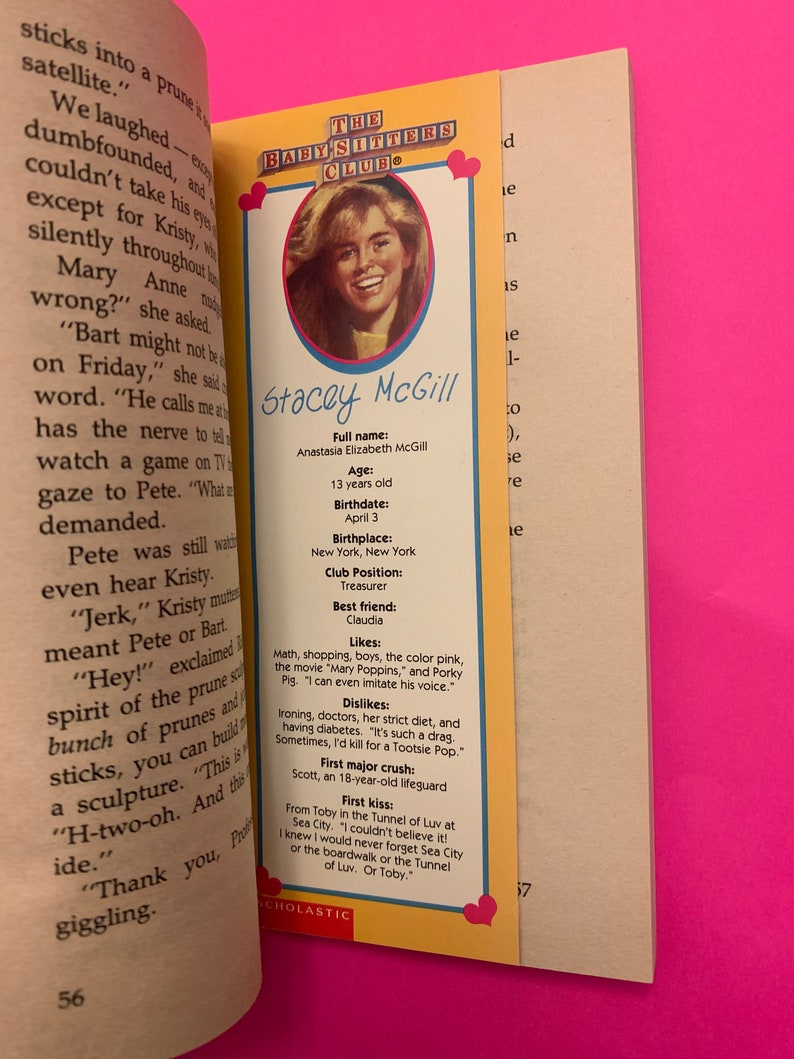 sticks into a prune it
satellite."
We laughed — except
dumbfounded, and
couldn't take his eyes
except for Kristy, who
silently throughout
Mary Anne
wrong?" she asked.
"Bart might not be
on Friday," she said
word. "He calls me at
has the nerve to tell
watch a game on TV
gaze to Pete. "What
demanded.
Pete was still watching
even hear Kristy.
"Jerk," Kristy muttered
meant Pete or Bart.
"Hey!" exclaimed
spirit of the prune
bunch of prunes and
sticks, you can build
a sculpture. "This is
"H-two-oh. And this
ide."
"Thank you,
giggling.
56
THE
BABY-SITTERS
CLUB®
Stacey McGill
Full name:
Anastasia Elizabeth McGill
Age:
13 years old
Birthdate:
April 3
Birthplace:
New York, New York
Club Position:
Treasurer
Best friend:
Claudia
Likes:
Math, shopping, boys, the color pink,
the movie "Mary Poppins," and Porky
Pig. "I can even imitate his voice."
Dislikes:
Ironing, doctors, her strict diet, and
having diabetes. "It's such a drag.
Sometimes, I'd kill for a Tootsie Pop."
First major crush:
Scott, an 18-year-old lifeguard
First kiss:
From Toby in the Tunnel of Luv at
Sea City. "I couldn't believe it!
I knew I would never forget Sea City
or the boardwalk or the Tunnel
of Luv. Or Toby."
SCHOLASTIC
to
57